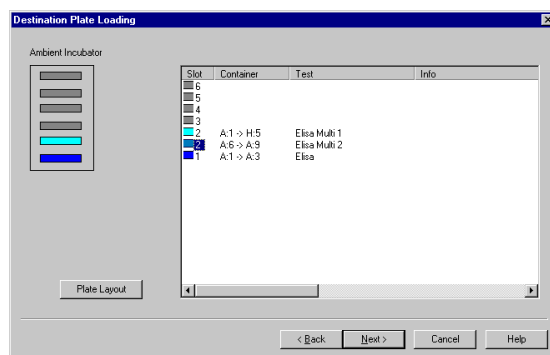 Destination Plate Loading
Ambient Incubator
Slot Container Test Info
6
5
4
3
2 A:1 -> H:5 Elisa Multi 1
2 A:6 -> A:9 Elisa Multi 2
1 A:1 -> A:3 Elisa
Plate Layout
< Back Next > Cancel Help